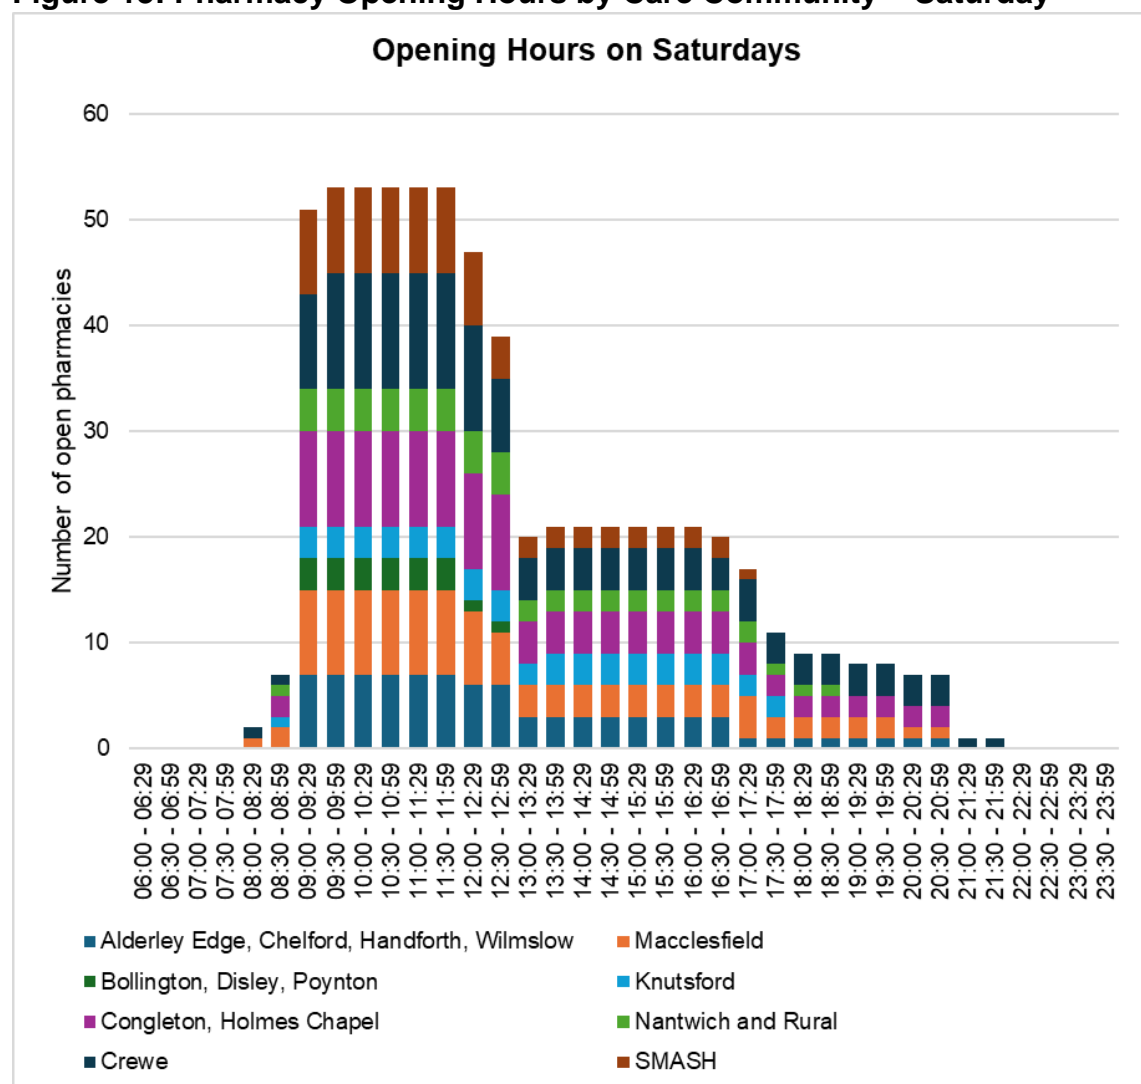 Opening Hours on Saturdays
60
50
40
30
20
10
0
Number of open pharmacies
06:00 - 06:29
06:30 - 06:59
07:00 - 07:29
07:30 - 07:59
08:00 - 08:29
08:30 - 08:59
09:00 - 09:29
09:30 - 09:59
10:00 - 10:29
10:30 - 10:59
11:00 - 11:29
11:30 - 11:59
12:00 - 12:29
12:30 - 12:59
13:00 - 13:29
13:30 - 13:59
14:00 - 14:29
14:30 - 14:59
15:00 - 15:29
15:30 - 15:59
16:00 - 16:29
16:30 - 16:59
17:00 - 17:29
17:30 - 17:59
18:00 - 18:29
18:30 - 18:59
19:00 - 19:29
19:30 - 19:59
20:00 - 20:29
20:30 - 20:59
21:00 - 21:29
21:30 - 21:59
22:00 - 22:29
22:30 - 22:59
23:00 - 23:29
23:30 - 23:59
Alderley Edge, Chelford, Handforth, Wilmslow
Macclesfield
Bollington, Disley, Poynton
Knutsford
Congleton, Holmes Chapel
Nantwich and Rural
Crewe
SMASH